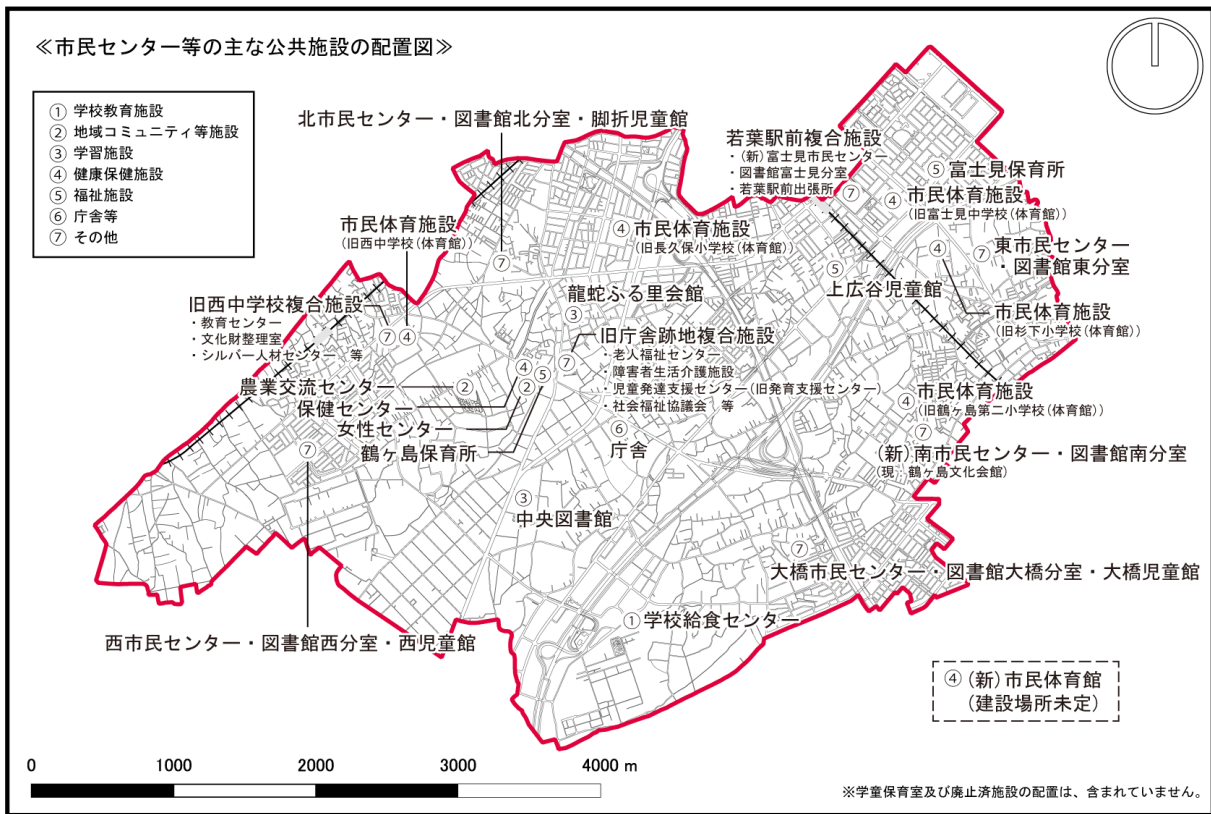 ≪市民センター等の主な公共施設の配置図≫
① 学校教育施設
② 地域コミュニティ等施設
③ 学習施設
④ 健康保健施設
⑤ 福祉施設
⑥ 庁舎等
⑦ その他
北市民センター・図書館北分室・脚折児童館
⑦
若葉駅前複合施設
・(新)富士見市民センター
・図書館富士見分室
・若葉駅前出張所
⑦
⑤ 富士見保育所
④ 市民体育施設
(旧富士見中学校(体育館))
市民体育施設
(旧西中学校(体育館))
④
④ 市民体育施設
(旧長久保小学校(体育館))
④
⑦ 東市民センター
・図書館東分室
⑤
上広谷児童館
市民体育施設
(旧杉下小学校(体育館))
旧西中学校複合施設
・教育センター
・文化財整理室
・シルバー人材センター 等
⑦
龍蛇ふる里会館
③
旧庁舎跡地複合施設
・老人福祉センター
・障害者生活介護施設
・児童発達支援センター(旧発育支援センター)
・社会福祉協議会 等
⑦
農業交流センター
②
保健センター
④
女性センター
②
鶴ヶ島保育所
⑤
市民体育施設
④ (旧鶴ヶ島第二小学校(体育館))
⑦
(新)南市民センター・図書館南分室
(現:鶴ヶ島文化会館)
⑥
庁舎
⑦
③
中央図書館
⑦
大橋市民センター・図書館大橋分室・大橋児童館
①学校給食センター
西市民センター・図書館西分室・西児童館
④ (新)市民体育館
(建設場所未定)
0 1000 2000 3000 4000 m
※学童保育室及び廃止済施設の配置は、含まれていません。